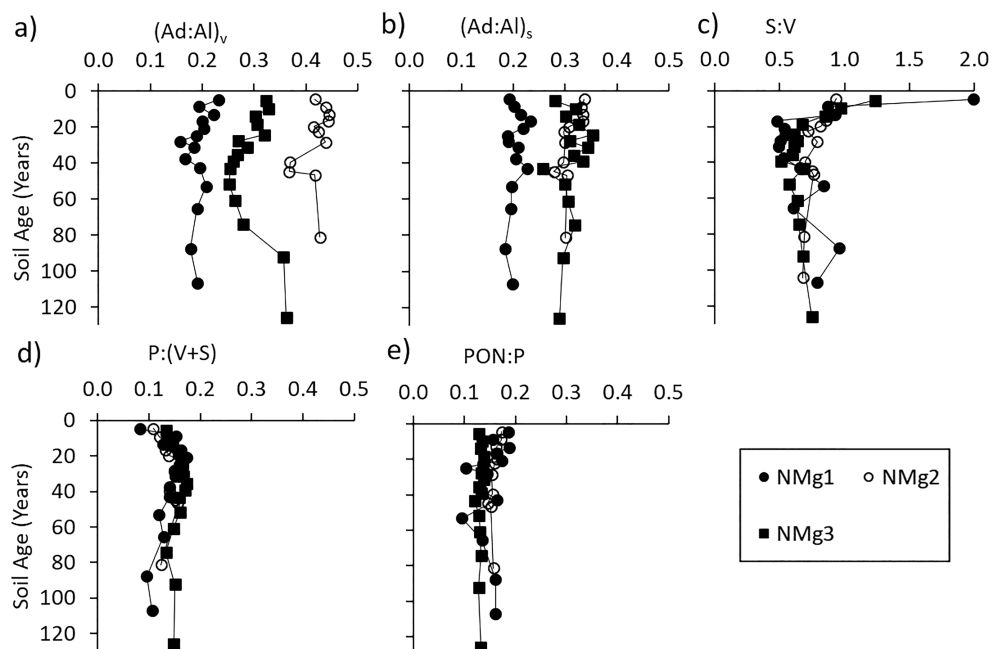 a) (Ad:Al)v
0.0 0.1 0.2 0.3 0.4 0.5
0
20
40
60
80
100
120
Soil Age (Years)
b) (Ad:Al)s
0.0 0.1 0.2 0.3 0.4 0.5
c) S:V
0.0 0.5 1.0 1.5 2.0
d) P:(V+S)
0.0 0.1 0.2 0.3 0.4 0.5
0
20
40
60
80
100
120
Soil Age (Years)
e) PON:P
0.0 0.1 0.2 0.3 0.4 0.5
NMg1 NMg2
NMg3